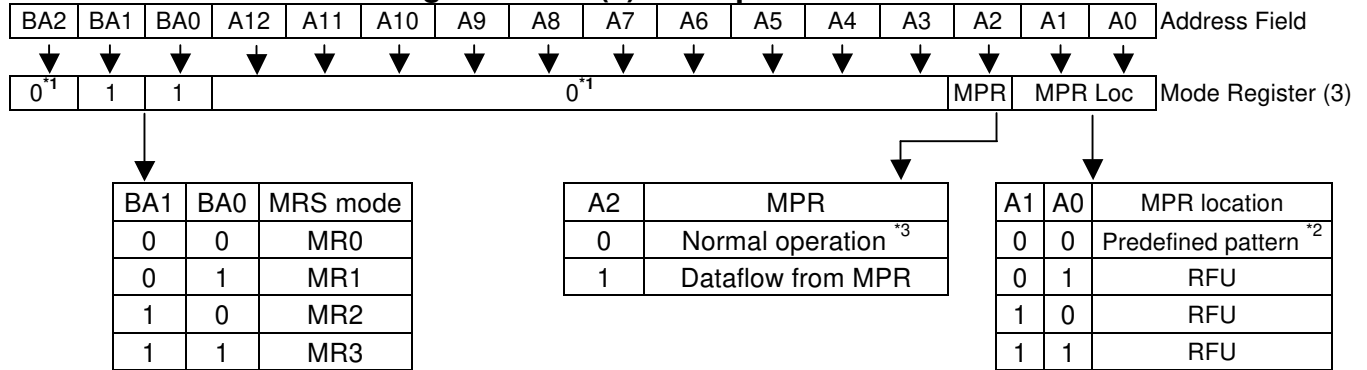 BA2 BA1 BA0 A12 A11 A10 A9 A8 A7 A6 A5 A4 A3 A2 A1 A0 Address Field
0*1 1 1 0*1 MPR MPR Loc Mode Register (3)
BA1 BA0 MRS mode
0 0 MR0
0 1 MR1
1 0 MR2
1 1 MR3
A2 MPR
0 Normal operation *3
1 Dataflow from MPR
A1 A0 MPR location
0 0 Predefined pattern *2
0 1 RFU
1 0 RFU
1 1 RFU